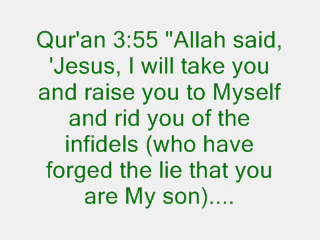 Qur'an 3:55 "Allah said,
'Jesus, I will take you
and raise you to Myself
and rid you of the
infidels (who have
forged the lie that you
are My son)....